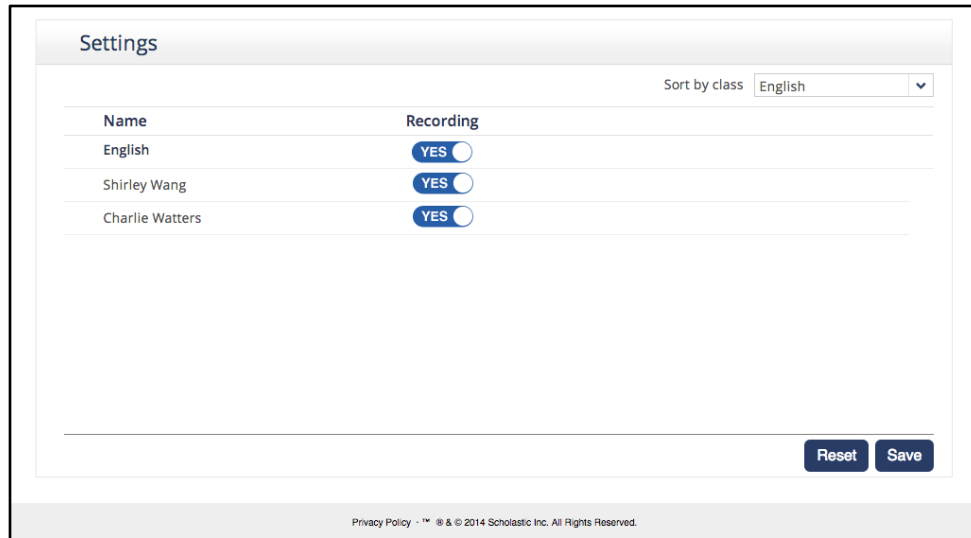 Settings
Sort by class English
Name Recording
English YES
Shirley Wang YES
Charlie Watters YES
Reset Save
Privacy Policy · ™ ® & © 2014 Scholastic Inc. All Rights Reserved.